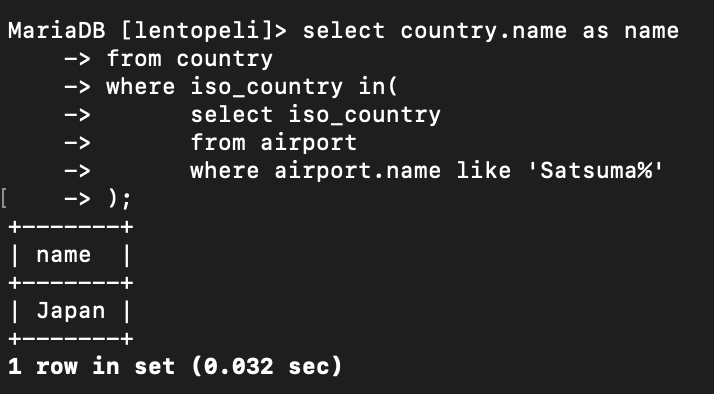 MariaDB [lentopeli]> select country.name as name
    -> from country
    -> where iso_country in(
    ->       select iso_country
    ->       from airport
    ->       where airport.name like 'Satsuma%'
[   -> );
+-------+
| name  |
+-------+
| Japan |
+-------+
1 row in set (0.032 sec)